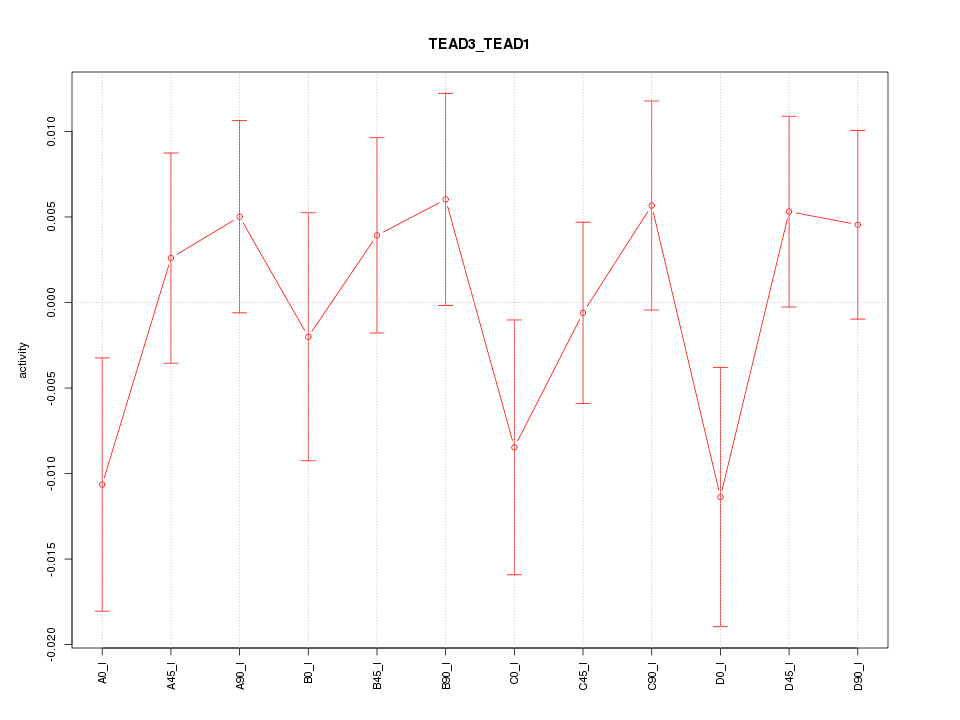 TEAD3_TEAD1
activity
0.010
0.005
0.000
-0.005
-0.010
-0.015
-0.020
A0_I
A45_I
A90_I
B0_I
B45_I
B90_I
C0_I
C45_I
C90_I
D0_I
D45_I
D90_I